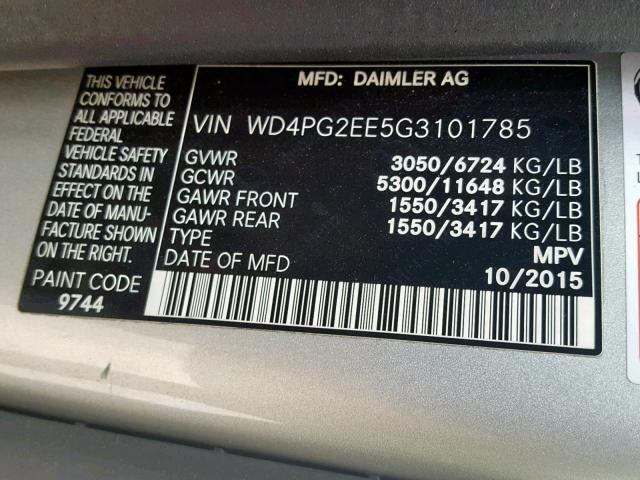 THIS VEHICLE
CONFORMS TO
ALL APPLICABLE
FEDERAL
VEHICLE SAFETY
STANDARDS IN
EFFECT ON THE
DATE OF MANU-
FACTURE SHOWN
ON THE RIGHT.
PAINT CODE
9744
MFD: DAIMLER AG
VIN WD4PG2EE5G3101785
GVWR 3050/6724 KG/LB
GCWR 5300/11648 KG/LB
GAWR FRONT 1550/3417 KG/LB
GAWR REAR 1550/3417 KG/LB
TYPE MPV
DATE OF MFD 10/2015